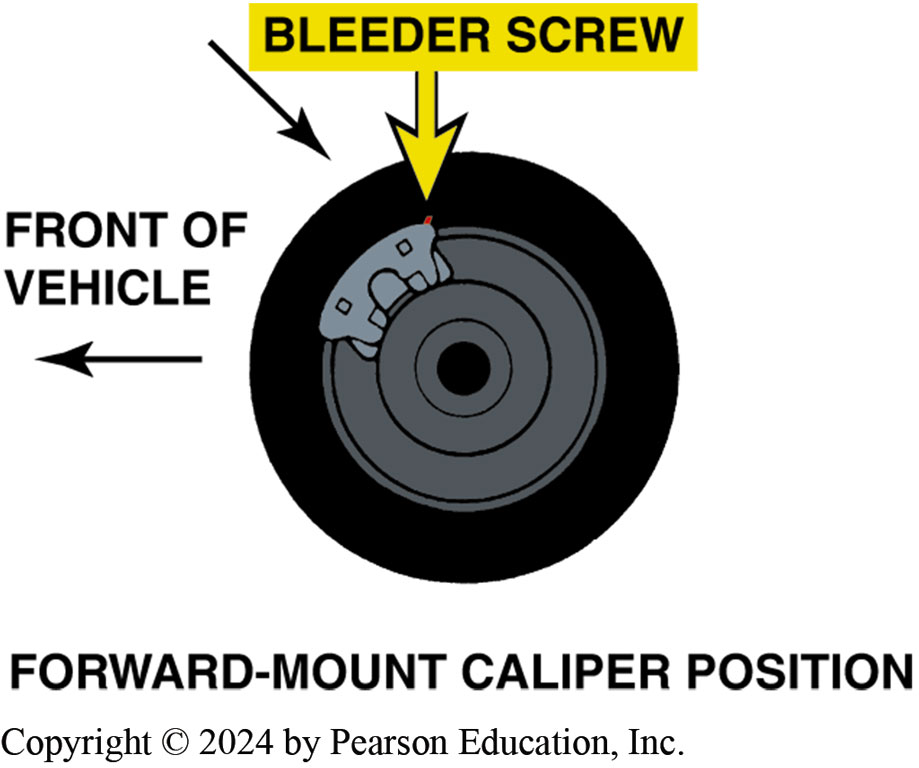 BLEEDER SCREW
FRONT OF
VEHICLE
FORWARD-MOUNT CALIPER POSITION
Copyright © 2024 by Pearson Education, Inc.